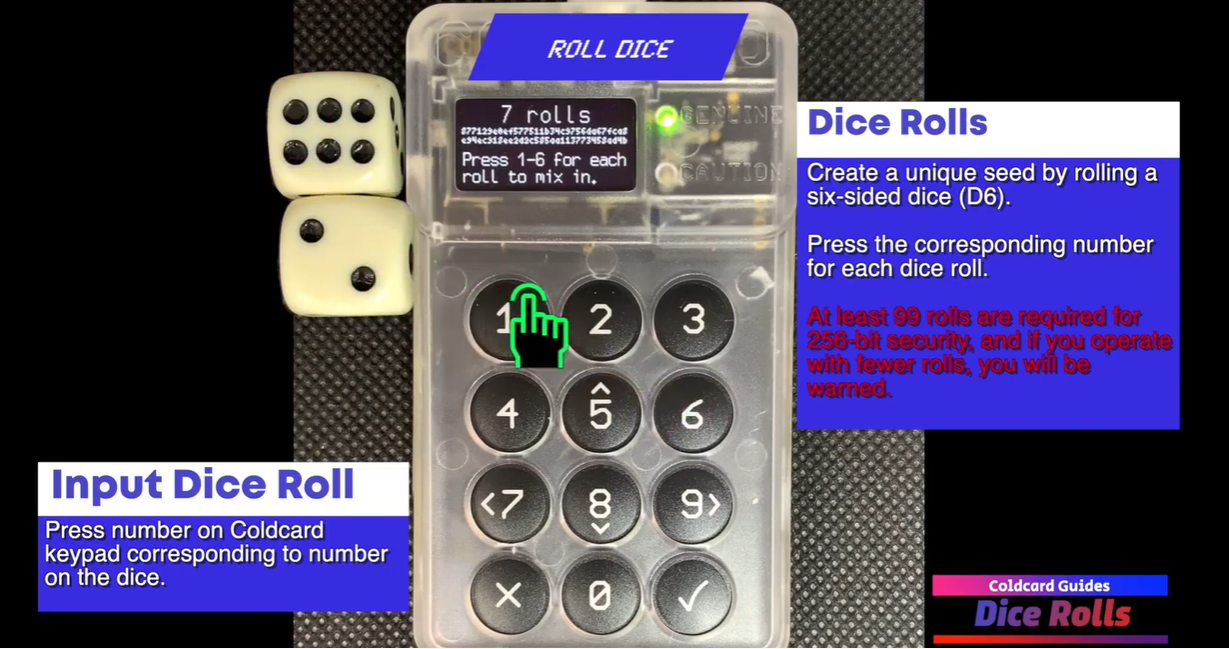 ROLL DICE
7 rolls
Press 1-6 for each
roll to mix in.
GENUINE
CAUTION
Dice Rolls
Create a unique seed by rolling a
six-sided dice (D6).
Press the corresponding number
for each dice roll.
At least 99 rolls are required for
256-bit security, and if you operate
with fewer rolls, you will be
warned.
1 2 3
4 5 6
<7 8 9>
0
Input Dice Roll
Press number on Coldcard
keypad corresponding to number
on the dice.
Coldcard Guides
Dice Rolls